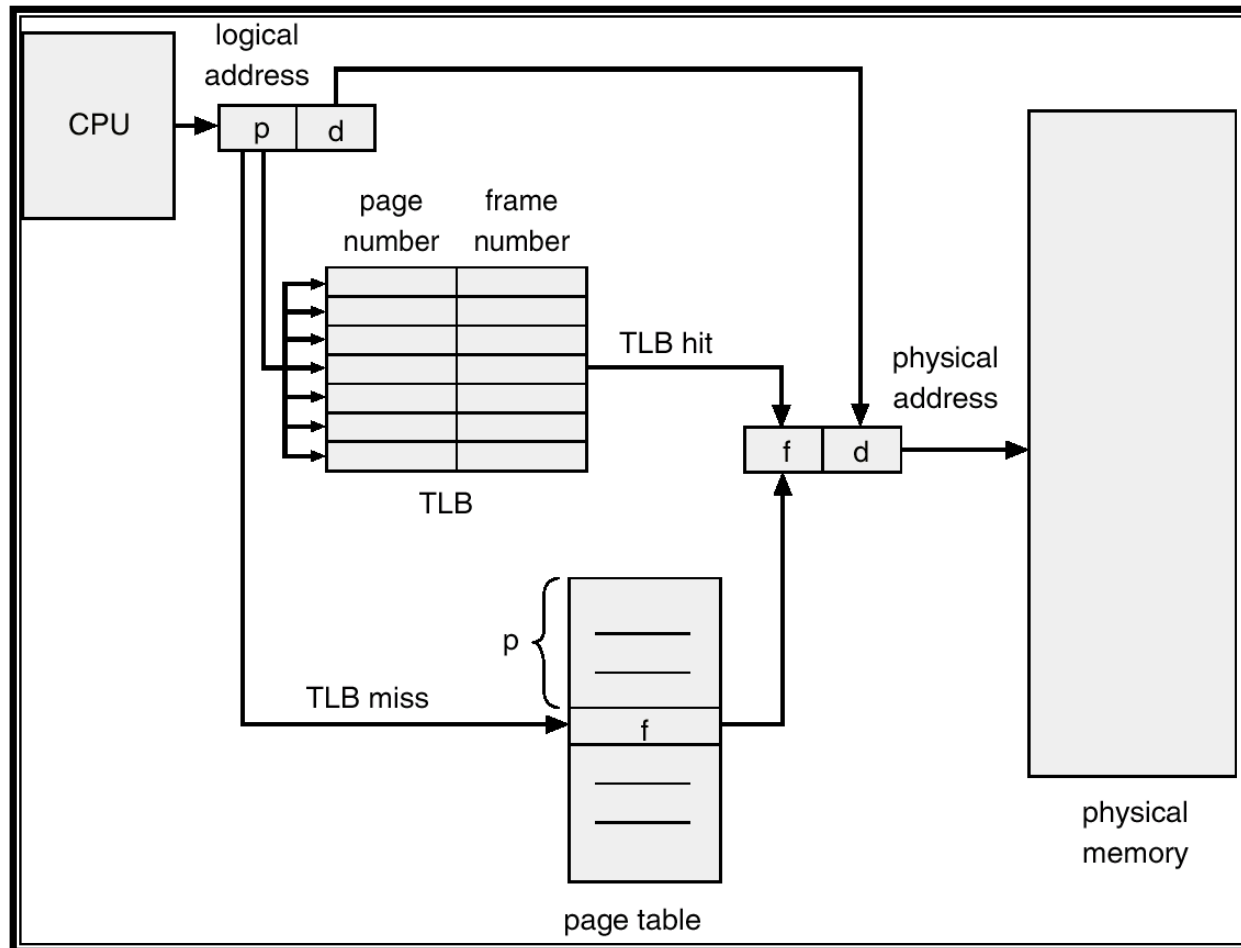 logical
address
CPU
p
d
page
number
frame
number
TLB hit
physical
address
f
d
TLB
p
TLB miss
f
physical
memory
page table